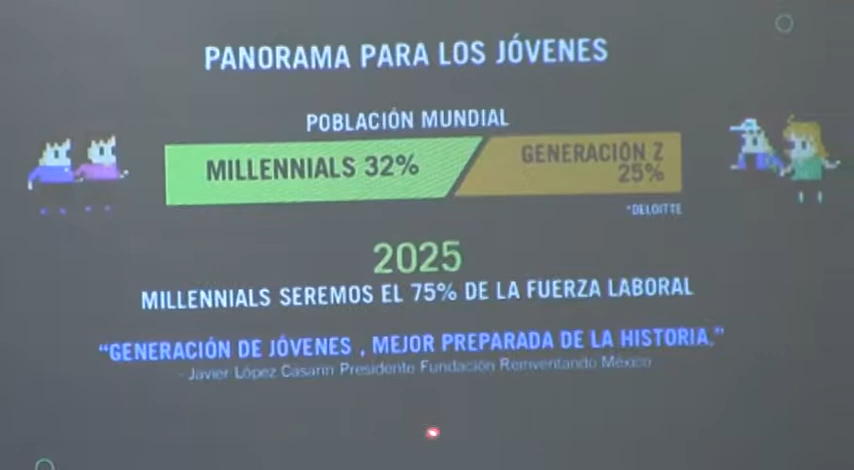 PANORAMA PARA LOS JÓVENES
POBLACIÓN MUNDIAL
MILLENNIALS 32%
GENERACIÓN Z
25%
*DELOITTE
2025
MILLENNIALS SEREMOS EL 75% DE LA FUERZA LABORAL
“GENERACIÓN DE JÓVENES , MEJOR PREPARADA DE LA HISTORIA.”
- Javier López Casarín Presidente Fundación Reinventando México